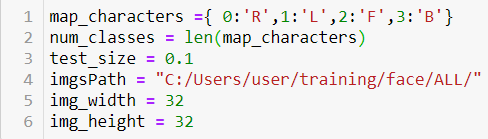 1 map_characters ={ 0:'R',1:'L',2:'F',3:'B'}
2 num_classes = len(map_characters)
3 test_size = 0.1
4 imgsPath = "C:/Users/user/training/face/ALL/"
5 img_width = 32
6 img_height = 32